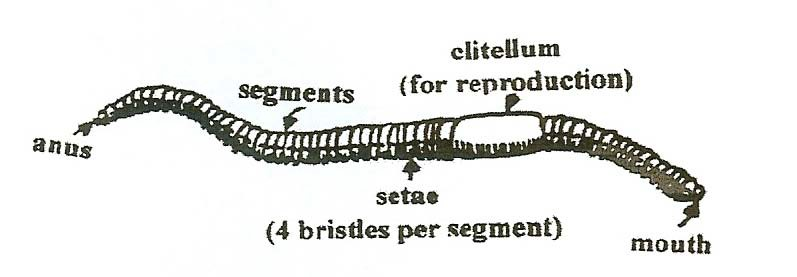 clitellum
(for reproduction)
segments
anus
setae
(4 bristles per segment)
mouth